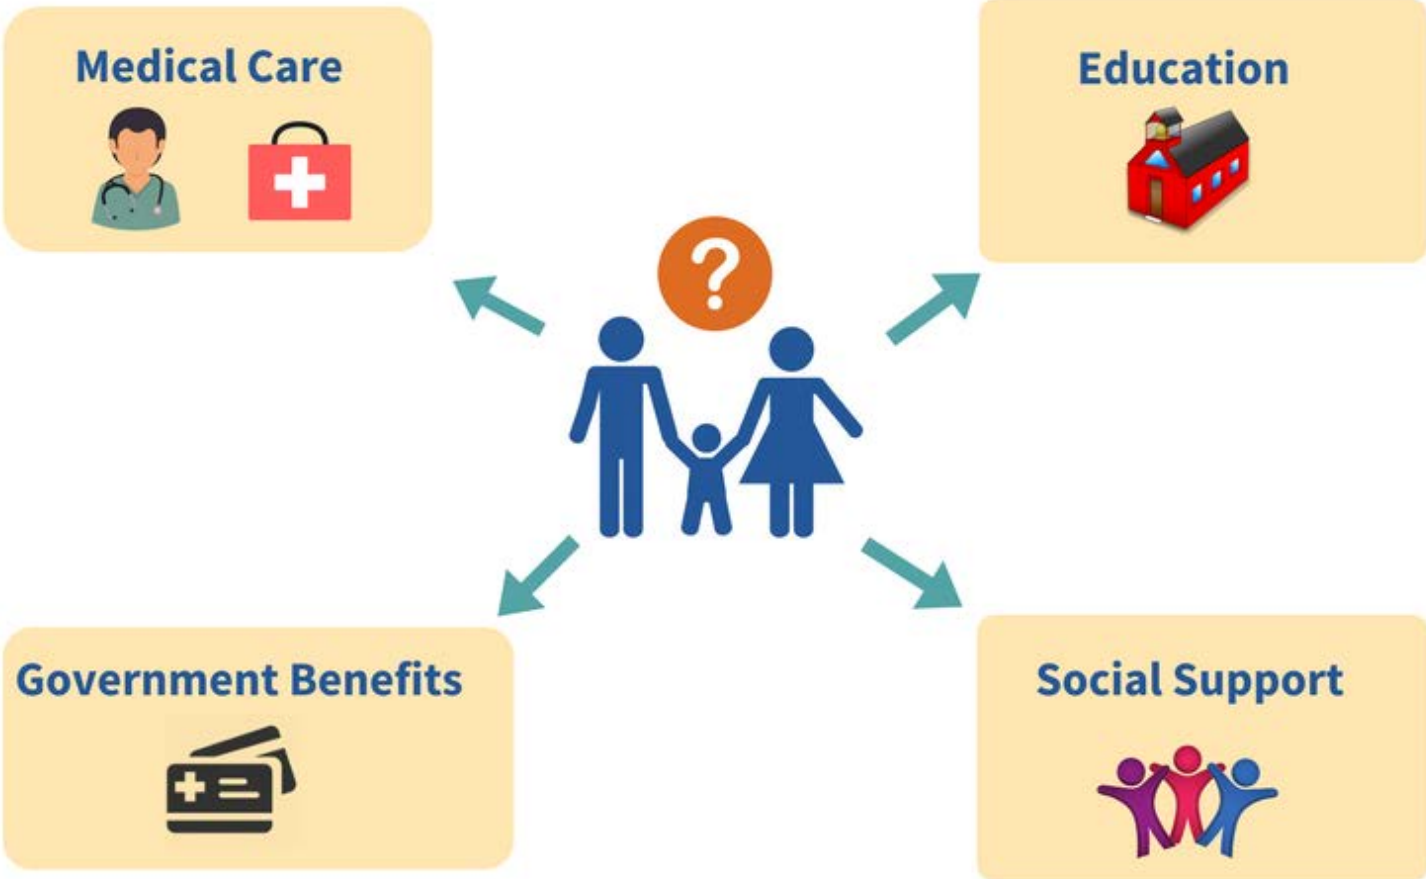 Medical Care
Education
?
Government Benefits
Social Support